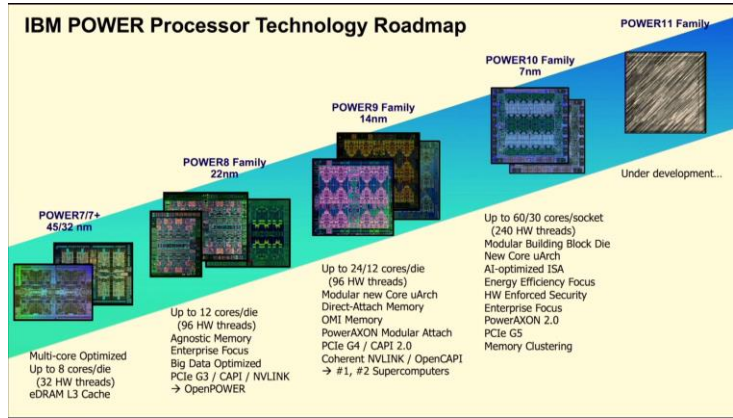 IBM POWER Processor Technology Roadmap
POWER7/7+
45/32 nm
Multi-core Optimized
Up to 8 cores/die
(32 HW threads)
eDRAM L3 Cache
POWER8 Family
22nm
Up to 12 cores/die
(96 HW threads)
Agnostic Memory
Enterprise Focus
Big Data Optimized
PCIe G3 / CAPI / NVLINK
→ OpenPOWER
POWER9 Family
14nm
Up to 24/12 cores/die
(96 HW threads)
Modular new Core uArch
Direct-Attach Memory
OMI Memory
PowerAXON Modular Attach
PCIe G4 / CAPI 2.0
Coherent NVLINK / OpenCAPI
→ #1, #2 Supercomputers
POWER10 Family
7nm
Up to 60/30 cores/socket
(240 HW threads)
Modular Building Block Die
New Core uArch
AI-optimized ISA
Energy Efficiency Focus
HW Enforced Security
Enterprise Focus
PowerAXON 2.0
PCIe G5
Memory Clustering
POWER11 Family
Under development...